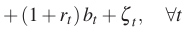 + (1 + r_t) b_t + ζ_t,    ∀t